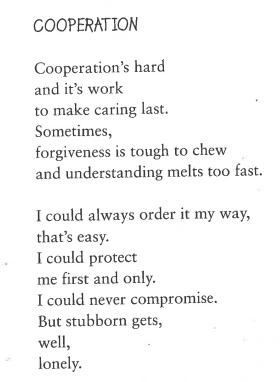 COOPERATION
Cooperation's hard
and it's work
to make caring last.
Sometimes,
forgiveness is tough to chew
and understanding melts too fast.
I could always order it my way,
that's easy.
I could protect
me first and only.
I could never compromise.
But stubborn gets,
well,
lonely.